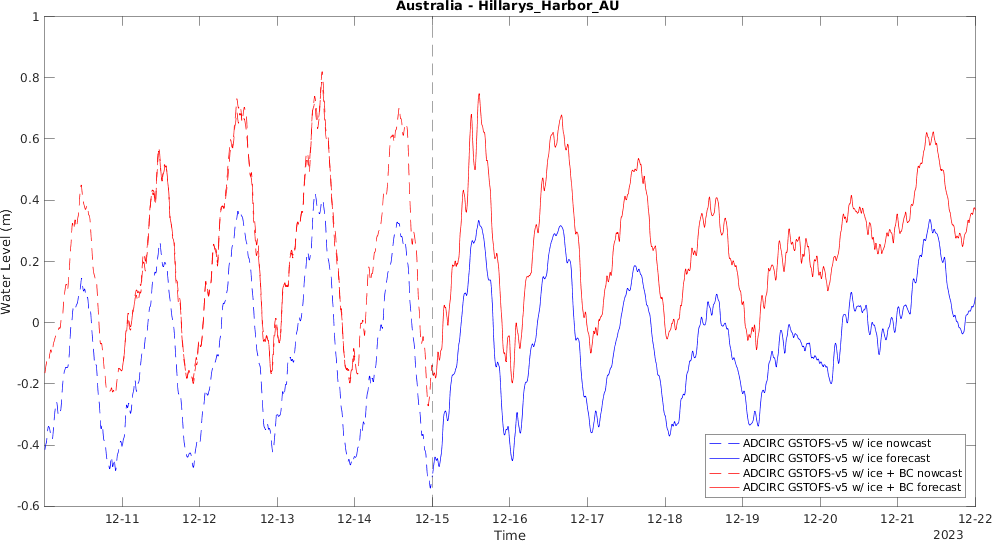 Australia - Hillarys_Harbor_AU
Water Level (m)
1
0.8
0.6
0.4
0.2
0
-0.2
-0.4
-0.6
ADCIRC GSTOFS-v5 w/ ice nowcast
ADCIRC GSTOFS-v5 w/ ice forecast
ADCIRC GSTOFS-v5 w/ ice + BC nowcast
ADCIRC GSTOFS-v5 w/ ice + BC forecast
12-11 12-12 12-13 12-14 12-15 12-16 12-17 12-18 12-19 12-20 12-21 12-22
Time
2023